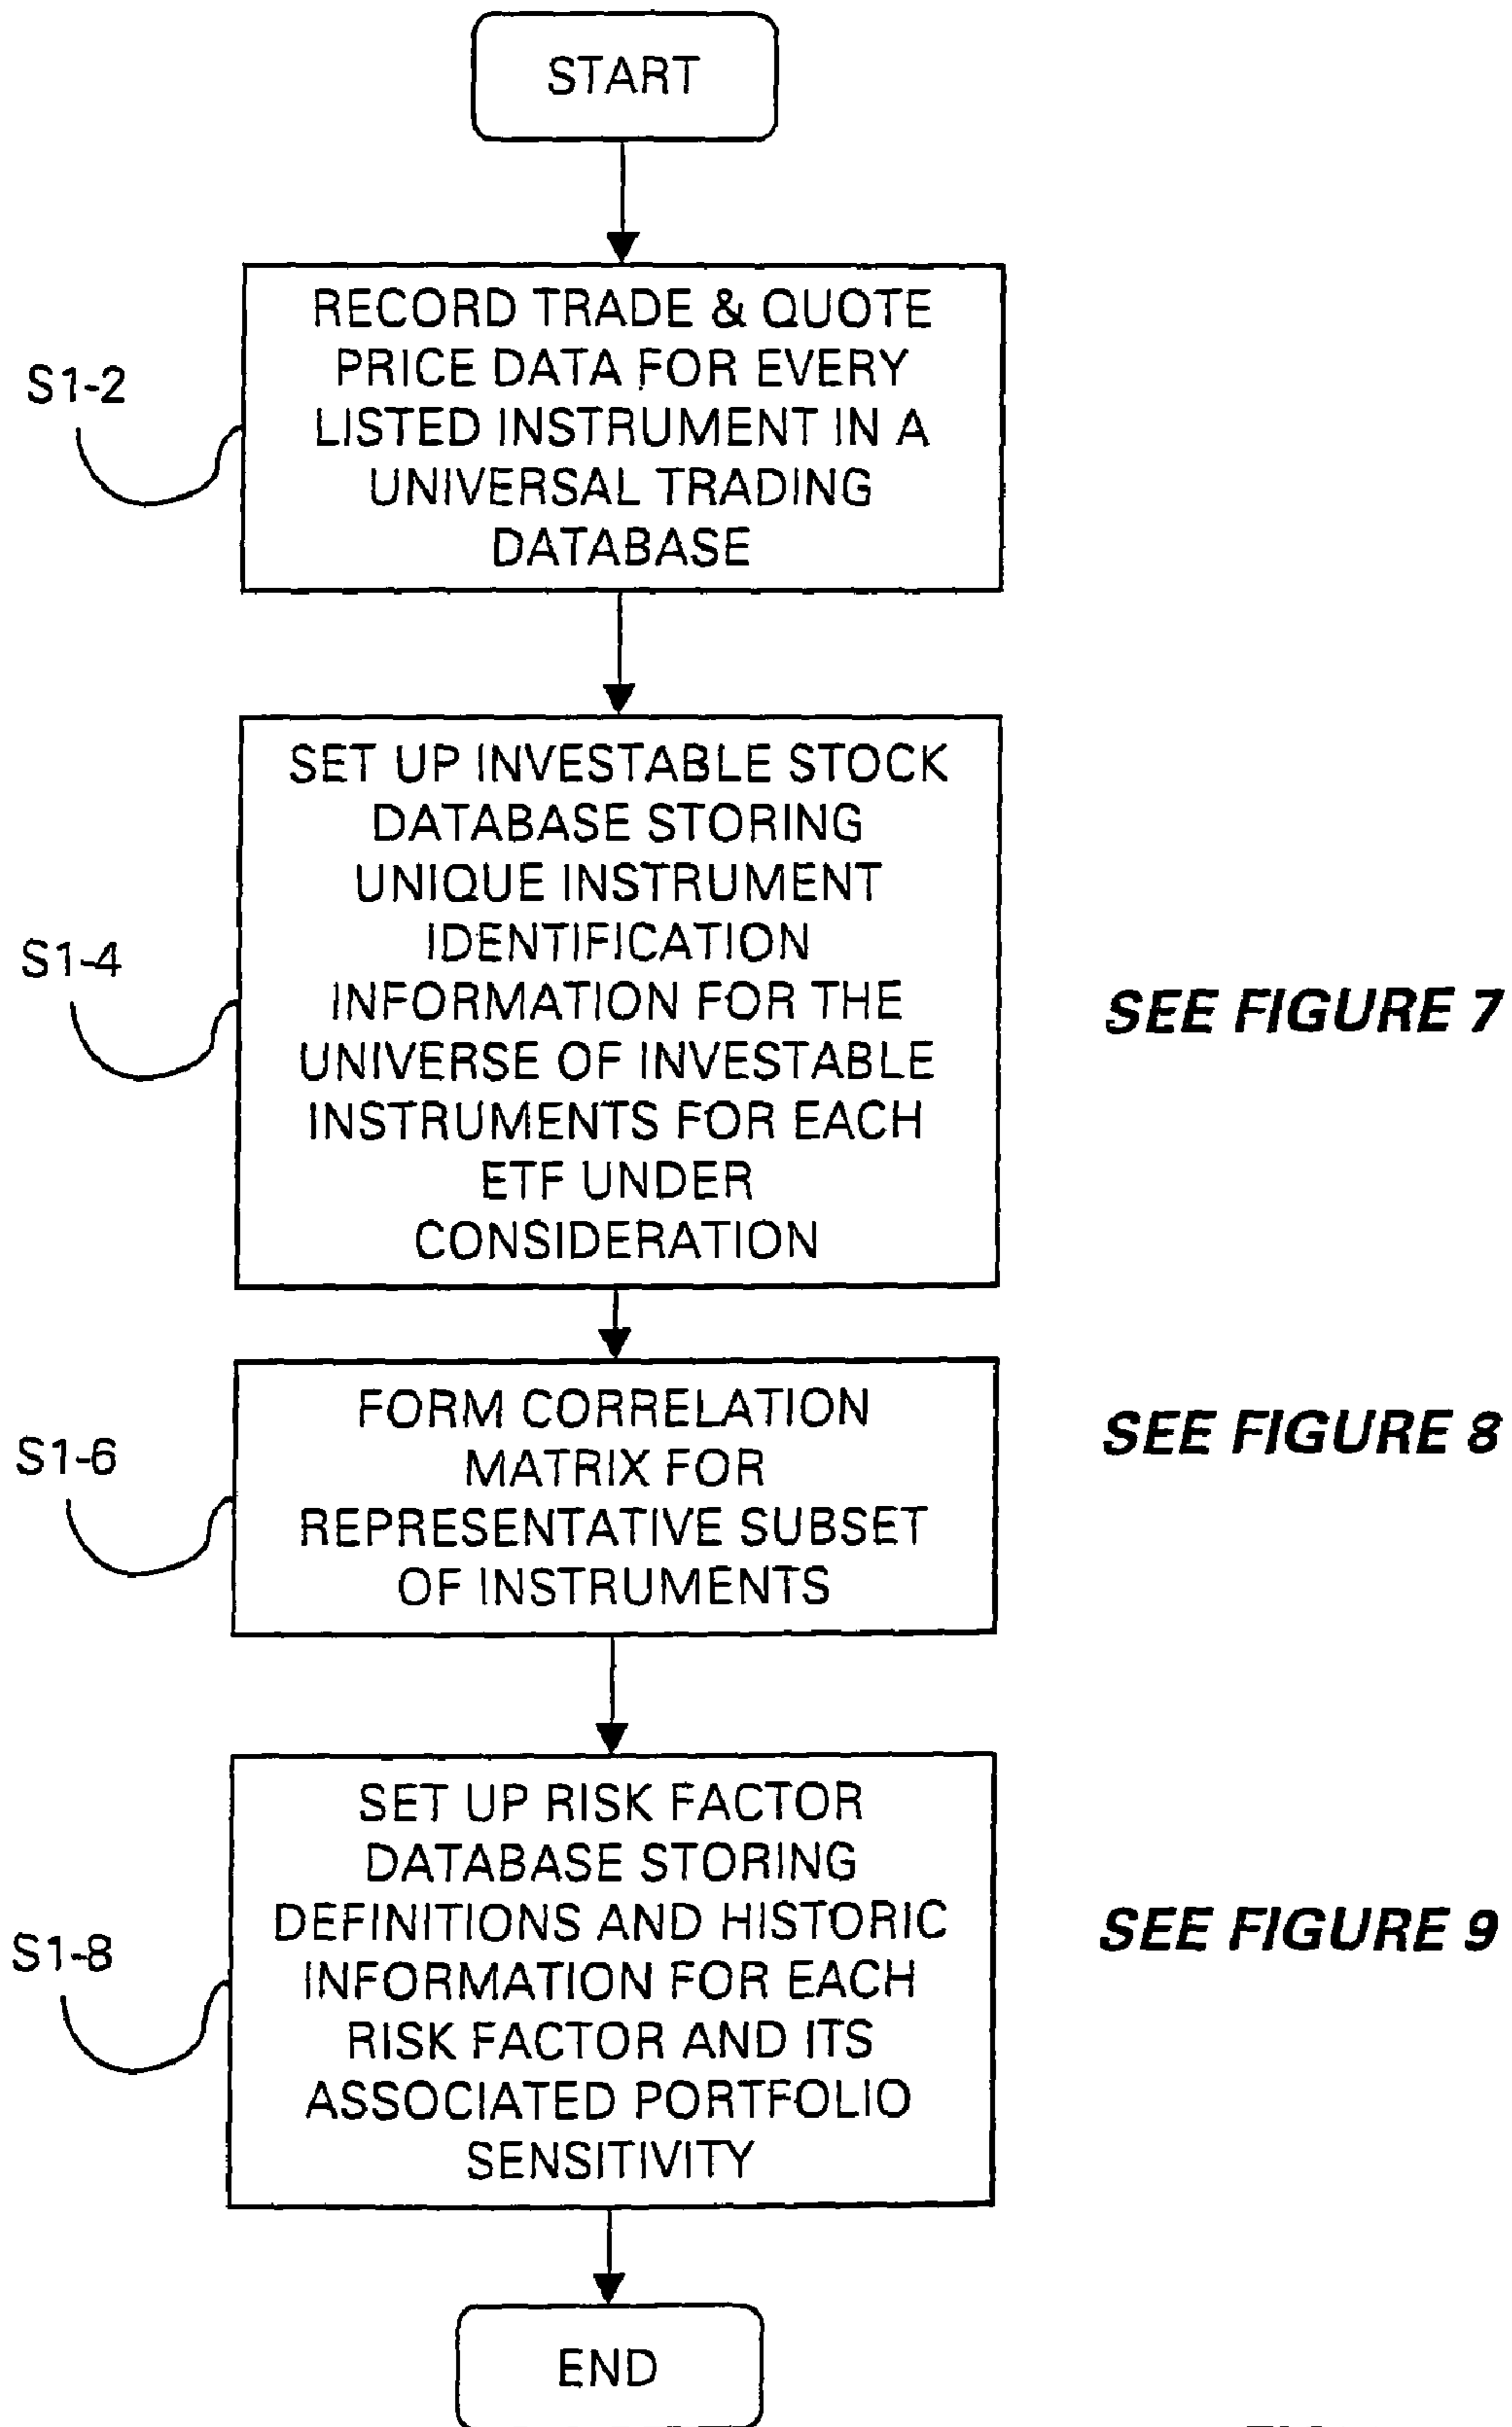 START
S1-2
RECORD TRADE & QUOTE
PRICE DATA FOR EVERY
LISTED INSTRUMENT IN A
UNIVERSAL TRADING
DATABASE
S1-4
SET UP INVESTABLE STOCK
DATABASE STORING
UNIQUE INSTRUMENT
IDENTIFICATION
INFORMATION FOR THE
UNIVERSE OF INVESTABLE
INSTRUMENTS FOR EACH
ETF UNDER
CONSIDERATION
SEE FIGURE 7
S1-6
FORM CORRELATION
MATRIX FOR
REPRESENTATIVE SUBSET
OF INSTRUMENTS
SEE FIGURE 8
S1-8
SET UP RISK FACTOR
DATABASE STORING
DEFINITIONS AND HISTORIC
INFORMATION FOR EACH
RISK FACTOR AND ITS
ASSOCIATED PORTFOLIO
SENSITIVITY
SEE FIGURE 9
END